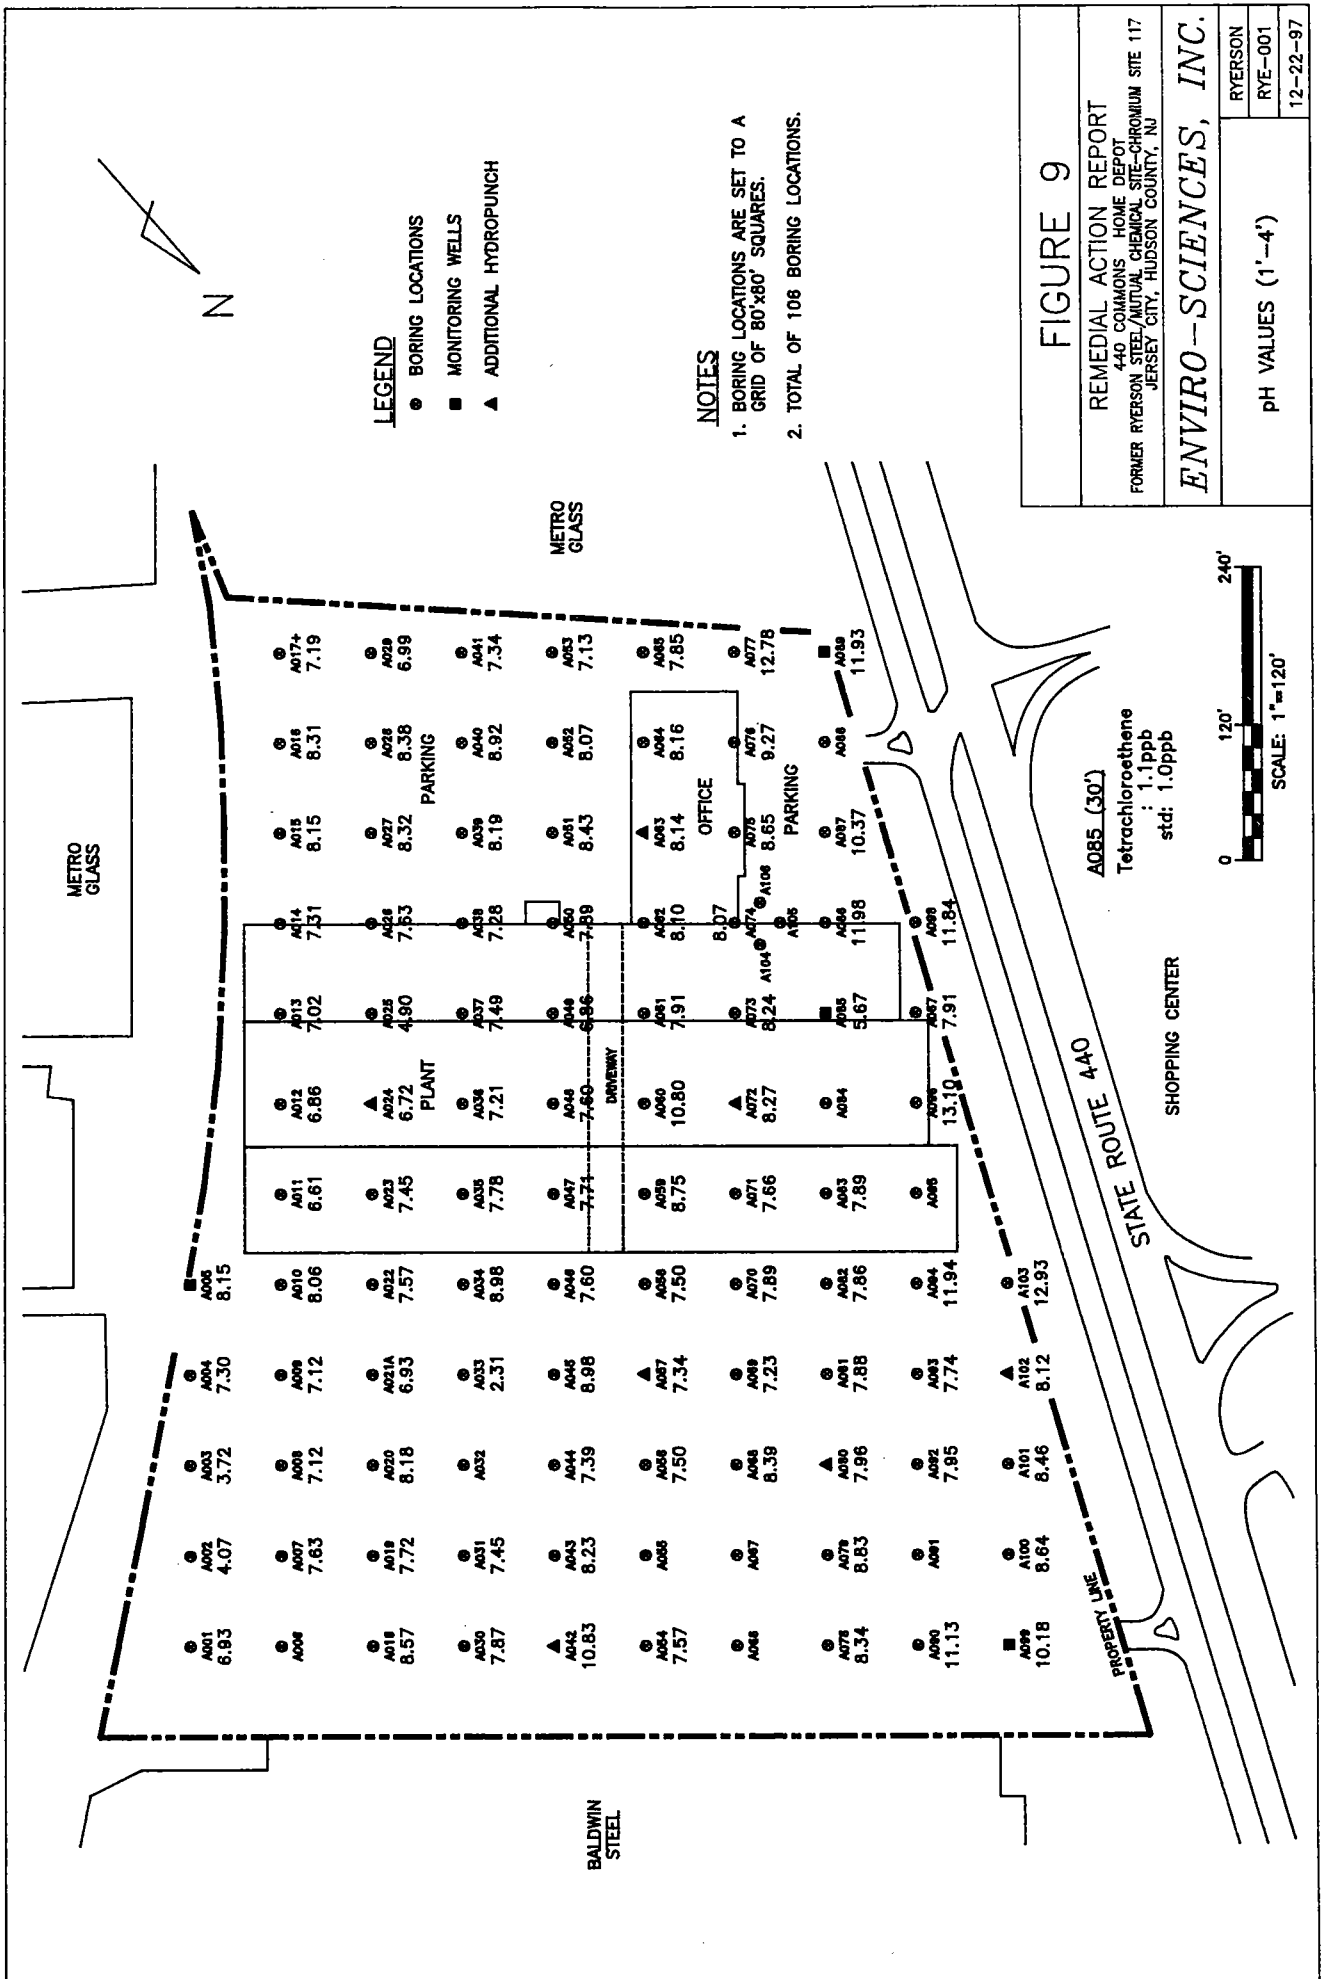 METRO
GLASS
N
LEGEND
BORING LOCATIONS
MONITORING WELLS
ADDITIONAL HYDROPUNCH
NOTES
1. BORING LOCATIONS ARE SET TO A
GRID OF 80'x80' SQUARES.
2. TOTAL OF 106 BORING LOCATIONS.
METRO
GLASS
BALDWIN
STEEL
A001
6.93
A002
4.07
A003
3.72
A004
7.30
A005
8.15
A006
A007
7.63
A008
7.12
A009
7.12
A010
8.06
A011
6.61
A012
6.86
A013
7.02
A014
7.31
A015
8.15
A016
8.31
A017+
7.19
A018
8.57
A019
7.72
A020
8.18
A021A
6.93
A022
7.57
A023
7.45
A024
6.72
A025
4.90
A026
7.53
A027
8.32
A028
8.38
A029
6.99
PLANT
PARKING
A030
7.87
A031
7.45
A032
A033
2.31
A034
8.98
A035
7.78
A036
7.21
A037
7.49
A038
7.28
A039
8.19
A040
8.92
A041
7.34
A042
10.83
A043
8.23
A044
7.39
A045
8.98
A046
7.60
A047
7.71
A048
7.60
A049
6.86
A050
7.89
A051
8.43
A052
8.07
A053
7.13
DRIVEWAY
A054
7.57
A055
A056
7.50
A057
7.34
A058
7.50
A059
8.75
A060
10.80
A061
7.91
A062
8.10
A063
8.14
A064
8.16
A065
7.85
OFFICE
A066
A067
A068
8.39
A069
7.23
A070
7.89
A071
7.66
A072
8.27
A073
8.24
A074
8.07
A075
8.65
A076
9.27
A077
12.78
A104
A105
A106
PARKING
A078
8.34
A079
8.83
A080
7.96
A081
7.88
A082
7.86
A083
7.89
A084
A085
5.67
A086
11.98
A087
10.37
A088
A089
11.93
A090
11.13
A091
A092
7.95
A093
7.74
A094
11.94
A095
A096
13.10
A097
7.91
A098
11.84
A099
10.18
A100
8.64
A101
8.46
A102
8.12
A103
12.93
PROPERTY LINE
STATE ROUTE 440
SHOPPING CENTER
A085 (30')
Tetrachloroethene
: 1.1ppb
std: 1.0ppb
0 120' 240'
SCALE: 1"=120'
FIGURE 9
REMEDIAL ACTION REPORT
440 COMMONS HOME DEPOT
FORMER RYERSON STEEL/MUTUAL CHEMICAL SITE-CHROMIUM SITE 117
JERSEY CITY, HUDSON COUNTY, NJ
ENVIRO-SCIENCES, INC.
pH VALUES (1'-4')
RYERSON
RYE-001
12-22-97